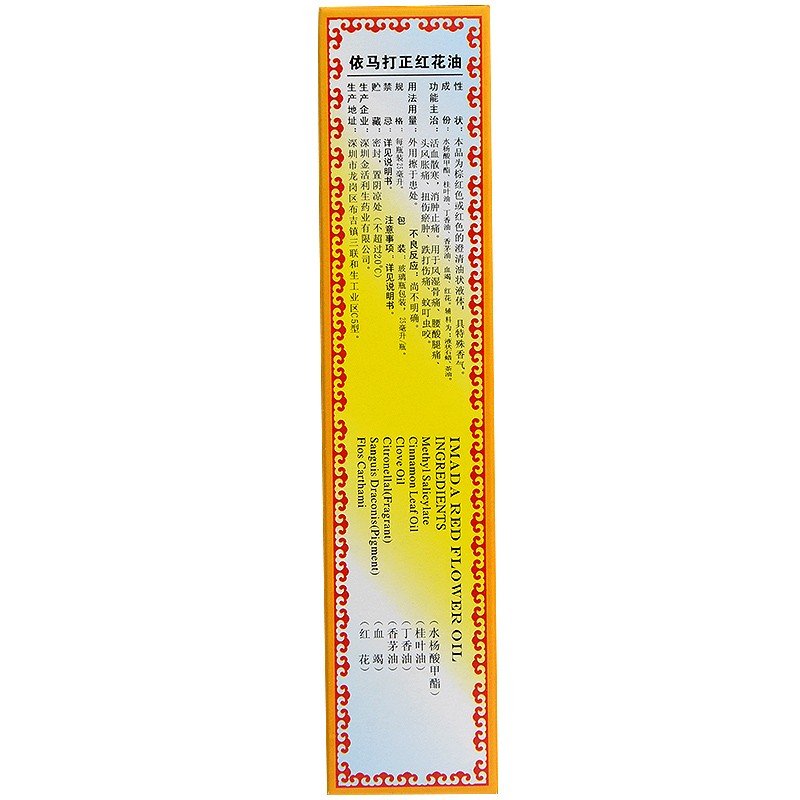 依马打正红花油
性 状：本品为棕红色或红色的澄清油状液体，具特殊香气。
成 份：水杨酸甲酯、桂叶油、丁香油、香茅油、血竭、红花。辅料为：液状石蜡、茶油。
功能主治：活血散寒，消肿止痛。用于风湿骨痛、腰酸腿痛、
头风胀痛、扭伤瘀肿、跌打伤痛、蚊叮虫咬。
用法用量：外用擦于患处。 不良反应：尚不明确。
规 格：每瓶装25毫升。 包 装：玻璃瓶包装，25毫升/瓶。
禁 忌：详见说明书。 注意事项：详见说明书。
贮 藏：密封，置阴凉处（不超过20℃）
生产企业：深圳金活利生药业有限公司。
生产地址：深圳市龙岗区布吉镇三联和生工业区C5型。
IMADA RED FLOWER OIL
INGREDIENTS
Methyl Salicylate （水杨酸甲酯）
Cinnamon Leaf Oil （桂叶油）
Clove Oil （丁香油）
Citronellal(Fragrant) （香茅油）
Sanguis Draconis(Pigment) （血 竭）
Flos Carthami （红 花）